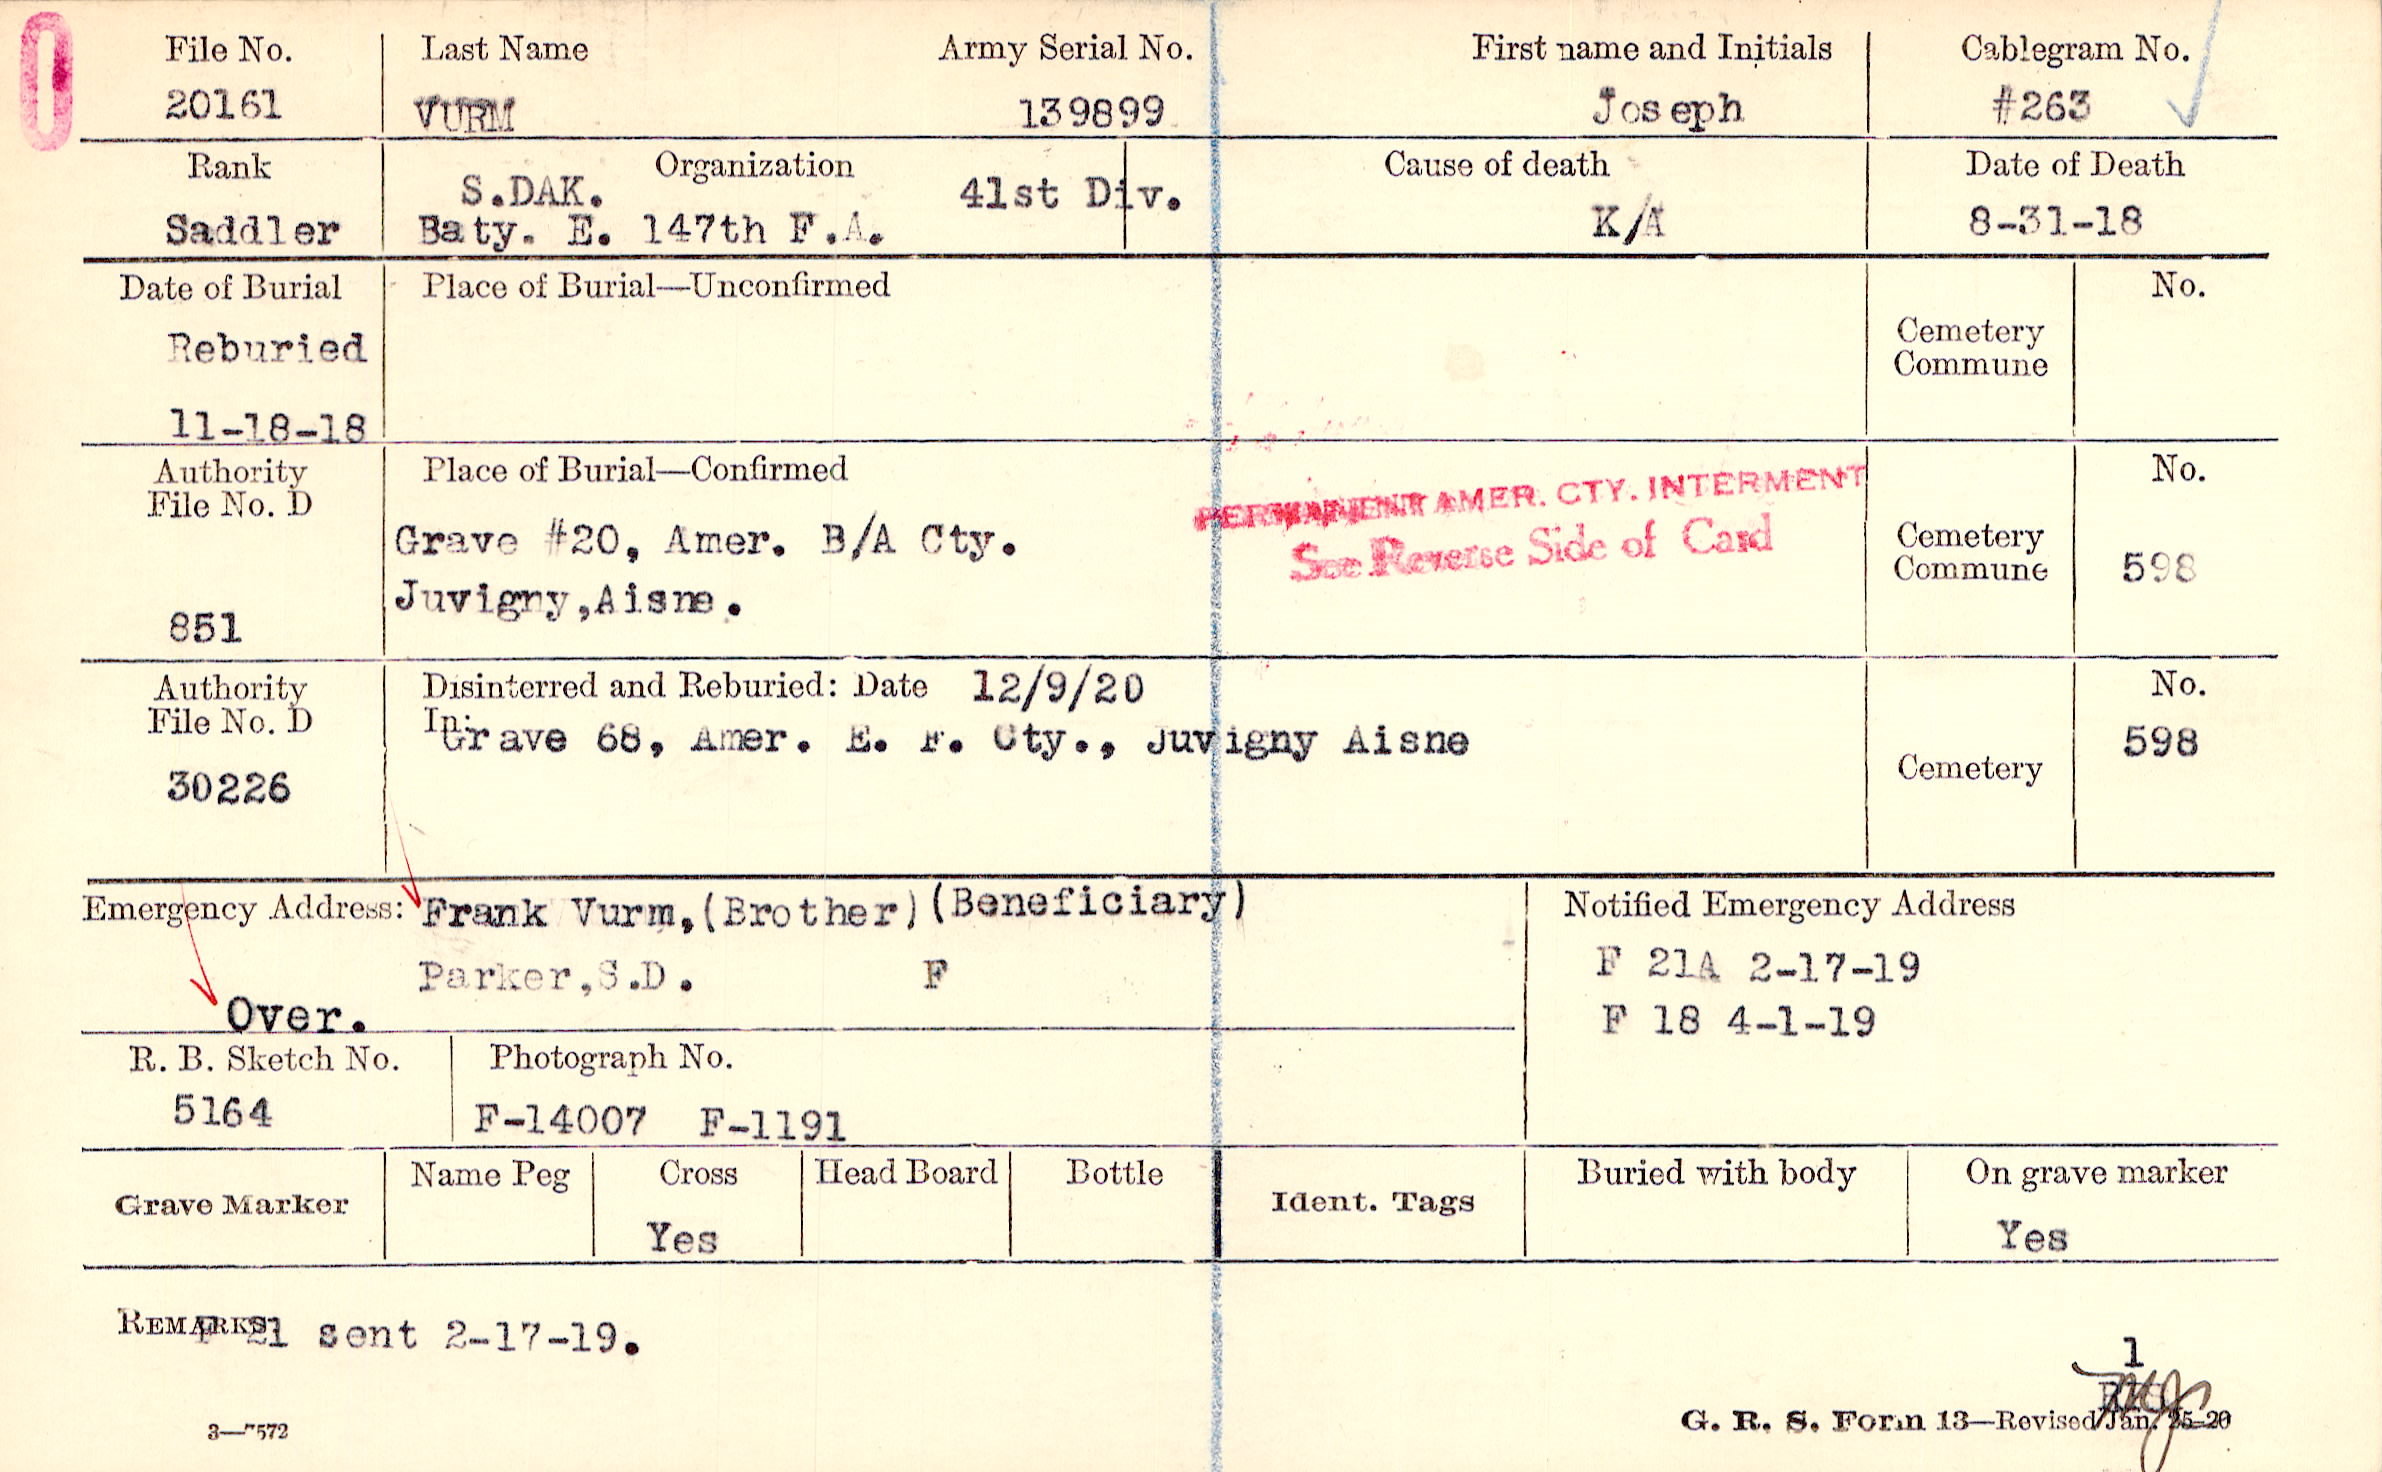 File No. Last Name Army Serial No. First name and Initials Cablegram No.
20161 VURM 139899 Joseph #263
Rank Organization Cause of death Date of Death
S.DAK. 41st Div.
Saddler Baty. E. 147th F.A. K/A 8-31-18
Date of Burial Place of Burial—Unconfirmed No.
Reburied Cemetery
Commune
11-18-18
Authority Place of Burial—Confirmed No.
File No. D PERMANENT AMER. CTY. INTERMENT
Grave #20, Amer. B/A Cty. See Reverse Side of Card Cemetery
Commune 598
Juvigny,Aisne.
851
Authority Disinterred and Reburied: Date 12/9/20 No.
File No. D In: Grave 68, Amer. E. F. Cty., Juvigny Aisne 598
Cemetery
30226
Emergency Address: Frank Vurm,(Brother)(Beneficiary) Notified Emergency Address
Parker,S.D. F F 21A 2-17-19
Over. F 18 4-1-19
R. B. Sketch No. Photograph No.
5164 F-14007 F-1191
Grave Marker Name Peg Cross Head Board Bottle Ident. Tags Buried with body On grave marker
Yes Yes
REMARKS F 21 sent 2-17-19.
1
3—7572 G. R. S. Form 13—Revised Jan. 25-20